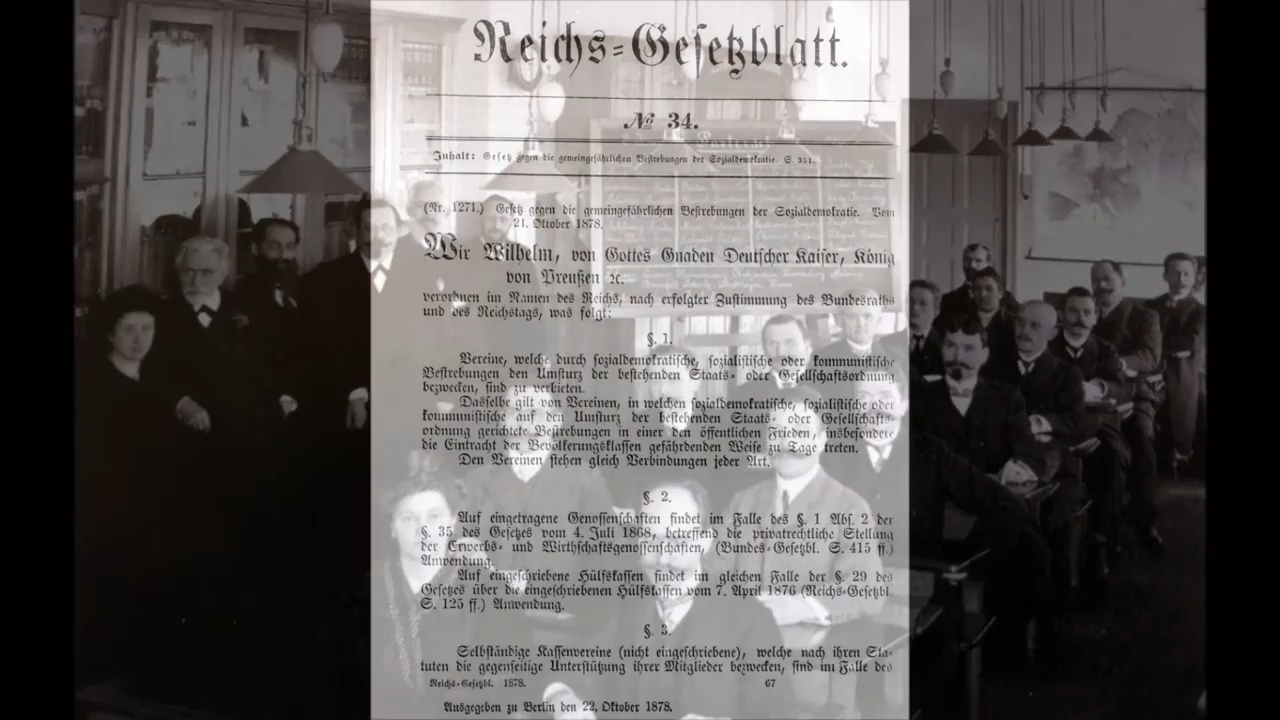 Reichs=Gesetzblatt.
№ 34.
Inhalt: Gesetz gegen die gemeingefährlichen Bestrebungen der Sozialdemokratie. S. 351.
(Nr. 1271.) Gesetz gegen die gemeingefährlichen Bestrebungen der Sozialdemokratie. Vom
21. Oktober 1878.
Wir Wilhelm, von Gottes Gnaden Deutscher Kaiser, König
von Preußen ꝛc.
verordnen im Namen des Reichs, nach erfolgter Zustimmung des Bundesraths
und des Reichstags, was folgt:
§. 1.
Vereine, welche durch sozialdemokratische, sozialistische oder kommunistische
Bestrebungen den Umsturz der bestehenden Staats= oder Gesellschaftsordnung
bezwecken, sind zu verbieten.
Dasselbe gilt von Vereinen, in welchen sozialdemokratische, sozialistische oder
kommunistische auf den Umsturz der bestehenden Staats= oder Gesellschafts=
ordnung gerichtete Bestrebungen in einer den öffentlichen Frieden, insbesondere
die Eintracht der Bevölkerungsklassen gefährdenden Weise zu Tage treten.
Den Vereinen stehen gleich Verbindungen jeder Art.
§. 2.
Auf eingetragene Genossenschaften findet im Falle des §. 1 Abs. 2 der
§. 35 des Gesetzes vom 4. Juli 1868, betreffend die privatrechtliche Stellung
der Erwerbs= und Wirthschaftsgenossenschaften, (Bundes=Gesetzbl. S. 415 ff.)
Anwendung.
Auf eingeschriebene Hülfskassen findet im gleichen Falle der §. 29 des
Gesetzes über die eingeschriebenen Hülfskassen vom 7. April 1876 (Reichs=Gesetzbl.
S. 125 ff.) Anwendung.
§. 3.
Selbständige Kassenvereine (nicht eingeschriebene), welche nach ihren Sta=
tuten die gegenseitige Unterstützung ihrer Mitglieder bezwecken, sind im Falle des
Reichs=Gesetzbl. 1878. 67
Ausgegeben zu Berlin den 22. Oktober 1878.